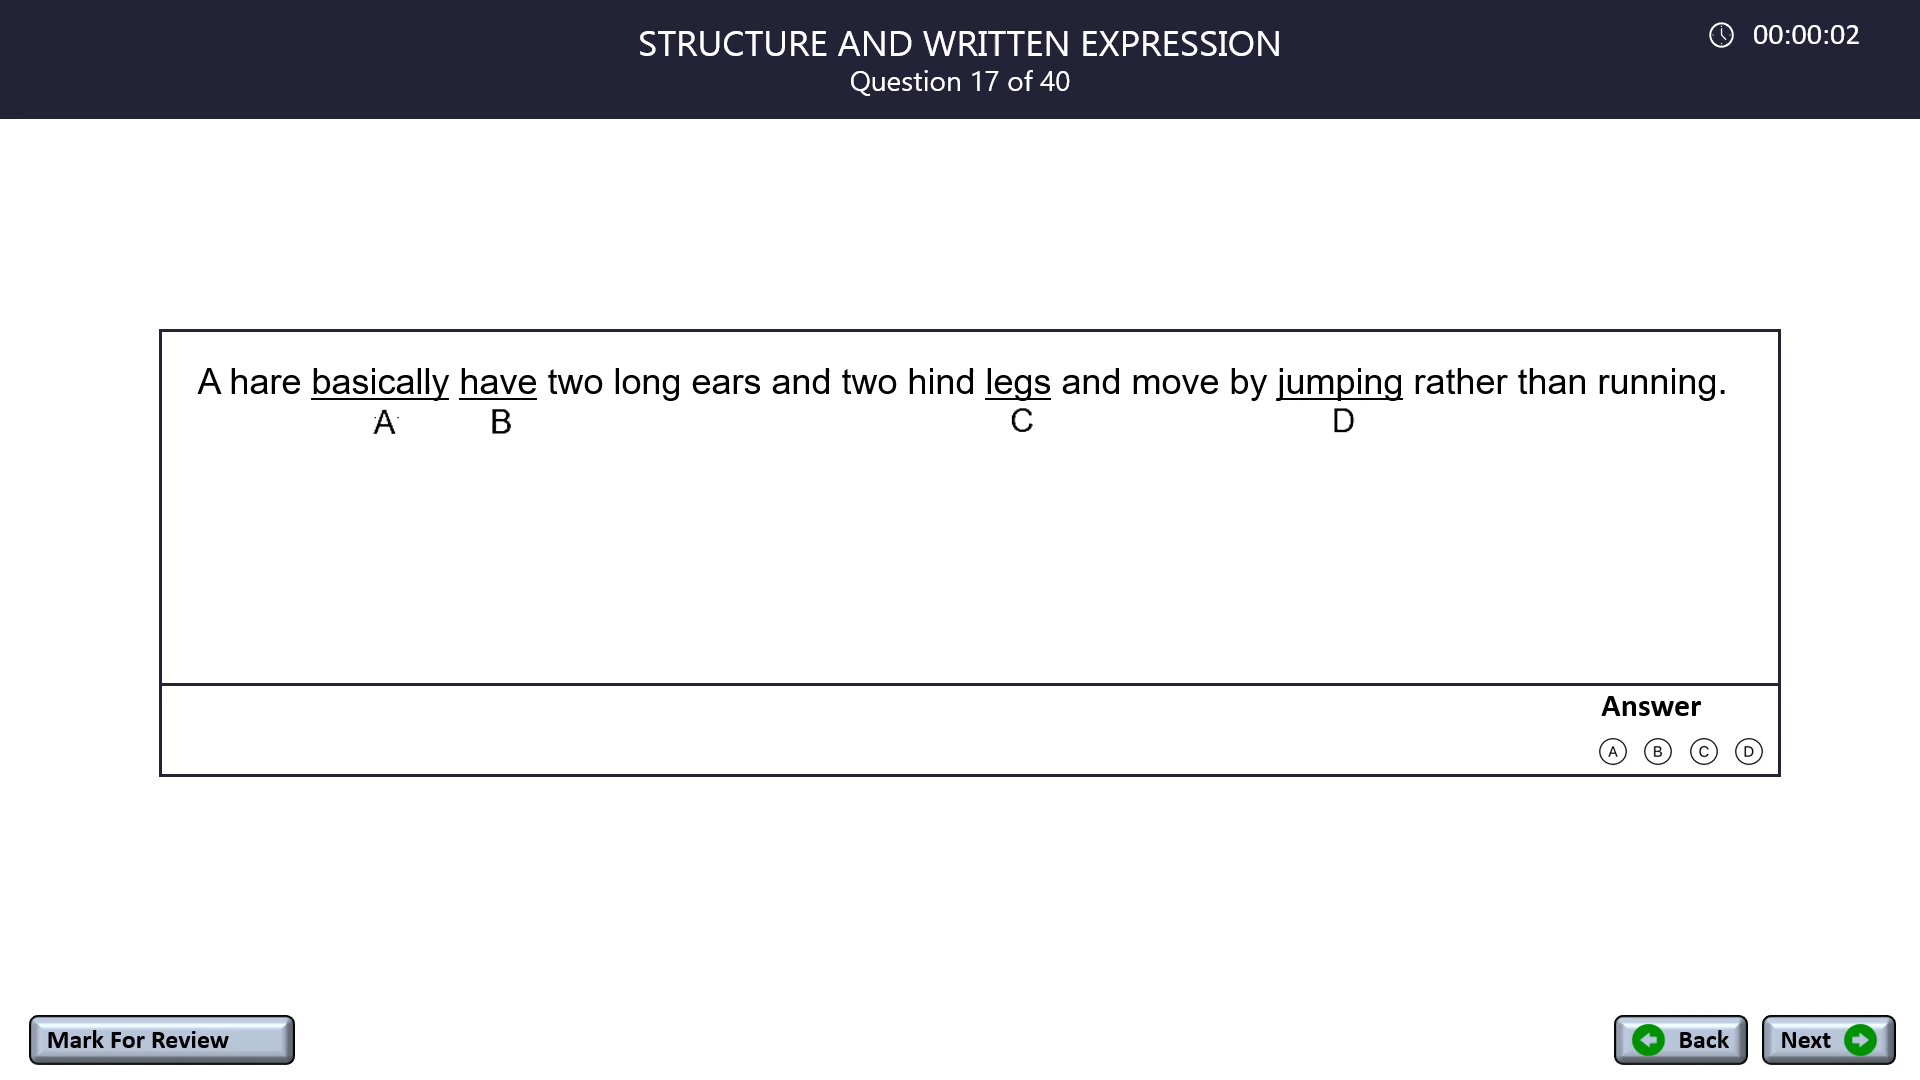 STRUCTURE AND WRITTEN EXPRESSION
Question 17 of 40
00:00:02
A hare basically have two long ears and two hind legs and move by jumping rather than running.
A B C D
Answer
A B C D
Mark For Review
Back
Next